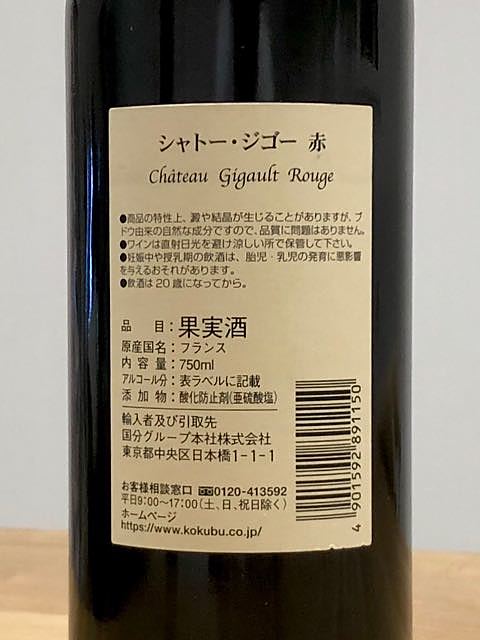 シャトー・ジゴー 赤
Château Gigault Rouge
●商品の特性上、澱や結晶が生じることがありますが、ブ
ドウ由来の自然な成分ですので、品質に問題はありません。
●ワインは直射日光を避け涼しい所で保管して下さい。
●妊娠中や授乳期の飲酒は、胎児・乳児の発育に悪影響
を与えるおそれがあります。
●飲酒は20歳になってから。
品 目:果実酒
原産国名:フランス
内 容 量:750ml
アルコール分:表ラベルに記載
添 加 物:酸化防止剤(亜硫酸塩)
輸入者及び引取先
国分グループ本社株式会社
東京都中央区日本橋1-1-1
お客様相談窓口 0120-413592
平日9:00~17:00(土、日、祝日除く)
ホームページ
https://www.kokubu.co.jp/
4 901592 891150